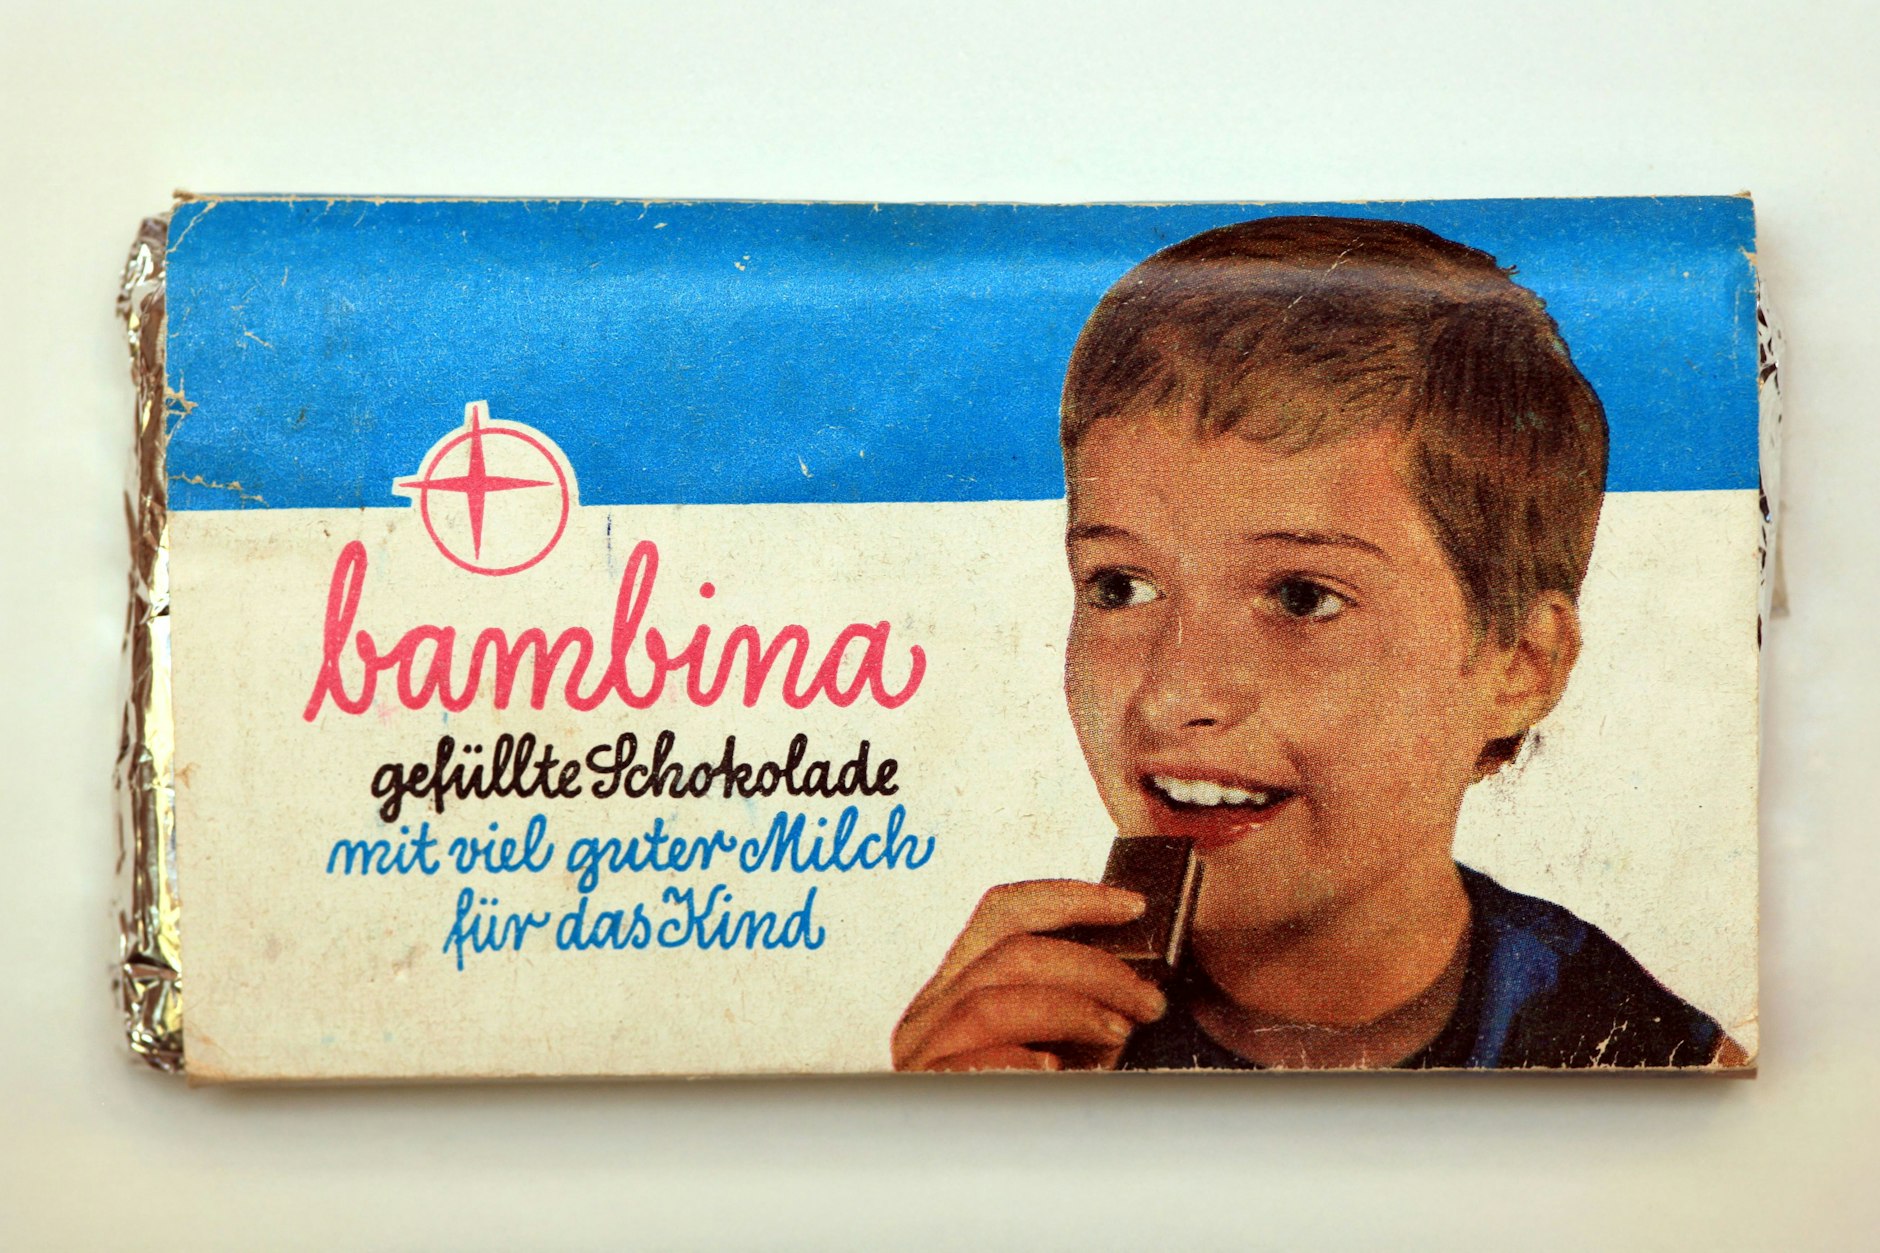 bambina
gefüllte Schokolade
mit viel guter Milch
für das Kind